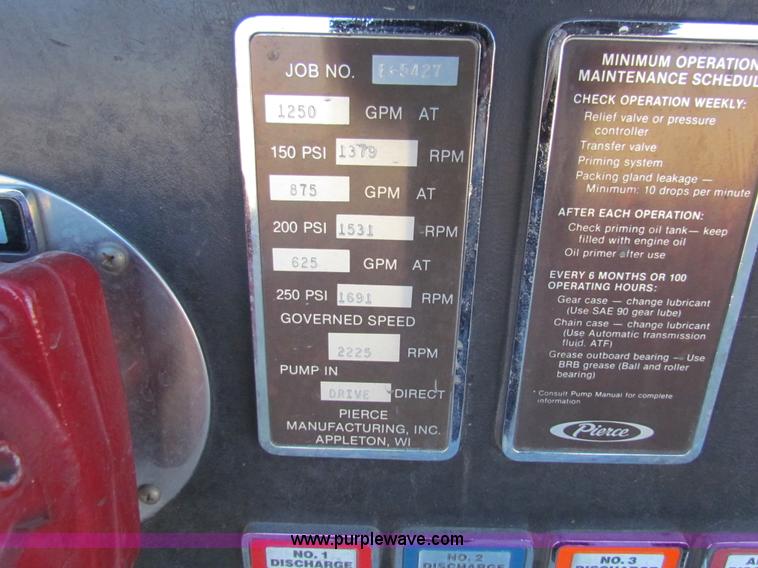 JOB NO. E-5427
1250 GPM AT
150 PSI 1379 RPM
875 GPM AT
200 PSI 1531 RPM
625 GPM AT
250 PSI 1691 RPM
GOVERNED SPEED
2225 RPM
PUMP IN
DRIVE DIRECT
PIERCE
MANUFACTURING, INC.
APPLETON, WI
MINIMUM OPERATION
MAINTENANCE SCHEDUL
CHECK OPERATION WEEKLY:
Relief valve or pressure
controller
Transfer valve
Priming system
Packing gland leakage —
Minimum: 10 drops per minute
AFTER EACH OPERATION:
Check priming oil tank — keep
filled with engine oil
Oil primer after use
EVERY 6 MONTHS OR 100
OPERATING HOURS:
Gear case — change lubricant
(Use SAE 90 gear lube)
Chain case — change lubricant
(Use Automatic transmission
fluid. ATF)
Grease outboard bearing — Use
BRB grease (Ball and roller
bearing)
* Consult Pump Manual for complete
information
Pierce
NO. 1
DISCHARGE
NO. 2
DISCHARGE
NO. 3
DISCHARGE
www.purplewave.com